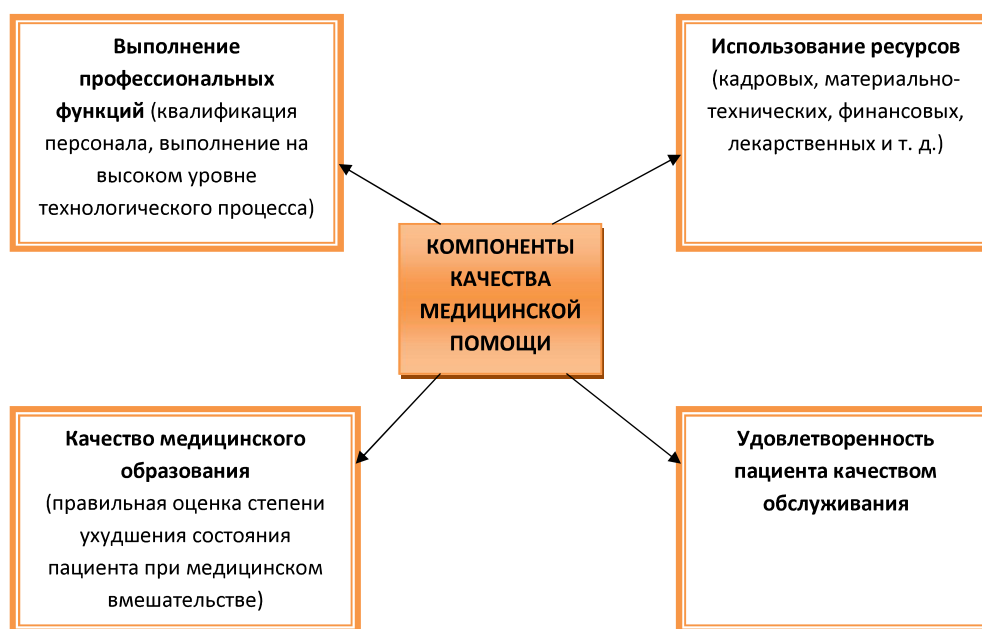 Выполнение
профессиональных
функций (квалификация
персонала, выполнение на
высоком уровне
технологического процесса)
Использование ресурсов
(кадровых, материально-
технических, финансовых,
лекарственных и т. д.)
КОМПОНЕНТЫ
КАЧЕСТВА
МЕДИЦИНСКОЙ
ПОМОЩИ
Качество медицинского
образования
(правильная оценка степени
ухудшения состояния
пациента при медицинском
вмешательстве)
Удовлетворенность
пациента качеством
обслуживания